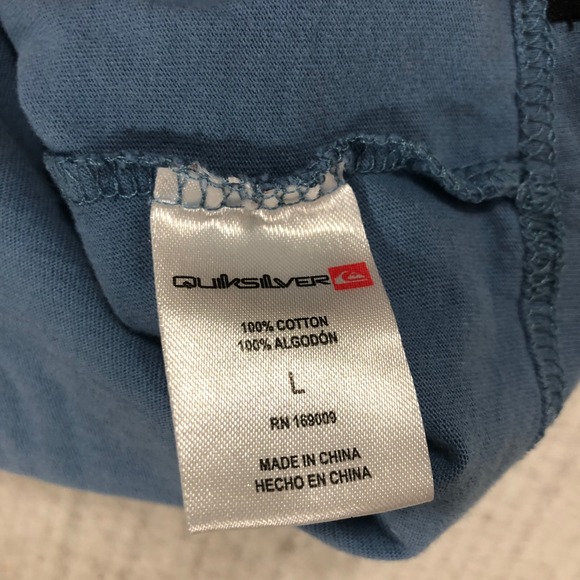 QUIKSILVER
100% COTTON
100% ALGODÓN
L
RN 169009
MADE IN CHINA
HECHO EN CHINA